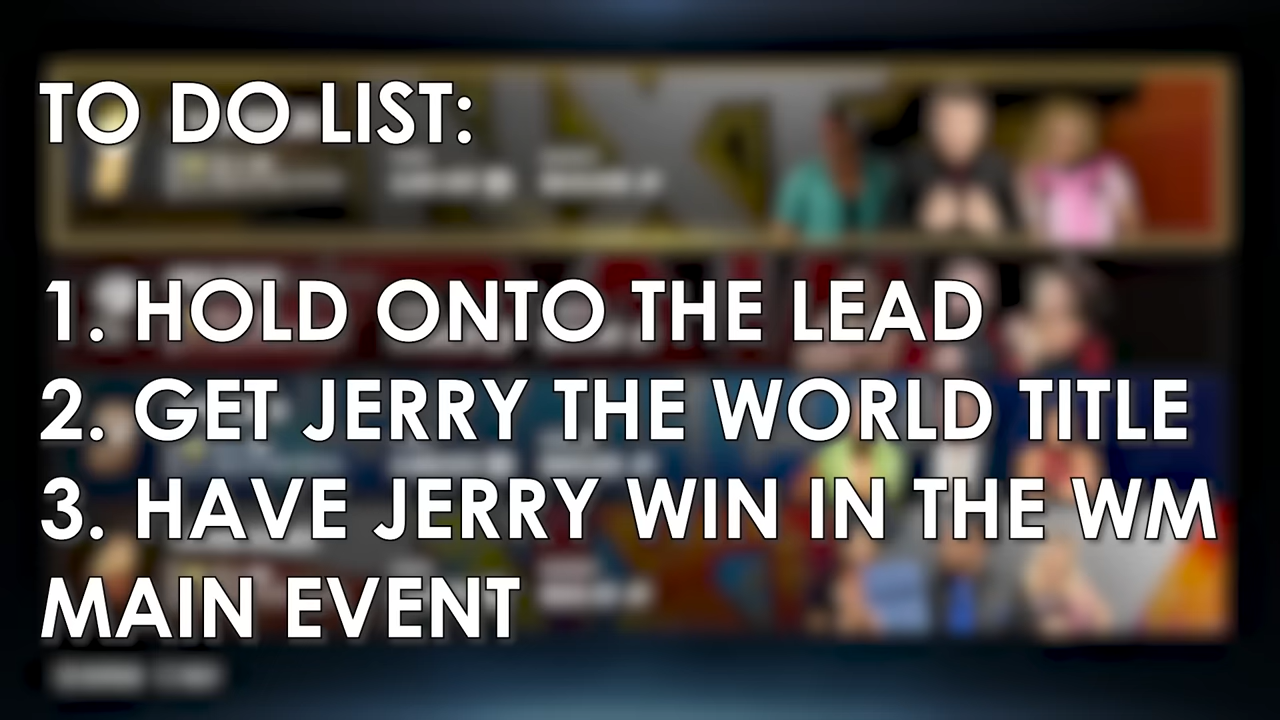 TO DO LIST:
1. HOLD ONTO THE LEAD
2. GET JERRY THE WORLD TITLE
3. HAVE JERRY WIN IN THE WM
MAIN EVENT